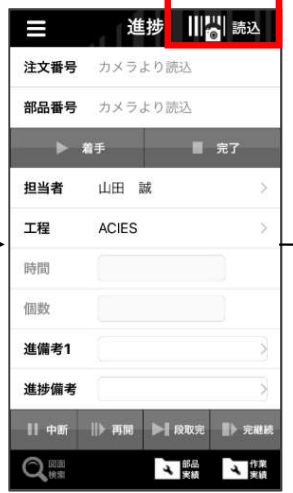 進捗 読込
注文番号 カメラより読込
部品番号 カメラより読込
着手 完了
担当者 山田 誠
工程 ACIES
時間
個数
進備考1
進捗備考
中断 再開 段取完 完継続
図面検索 部品実績 作業実績